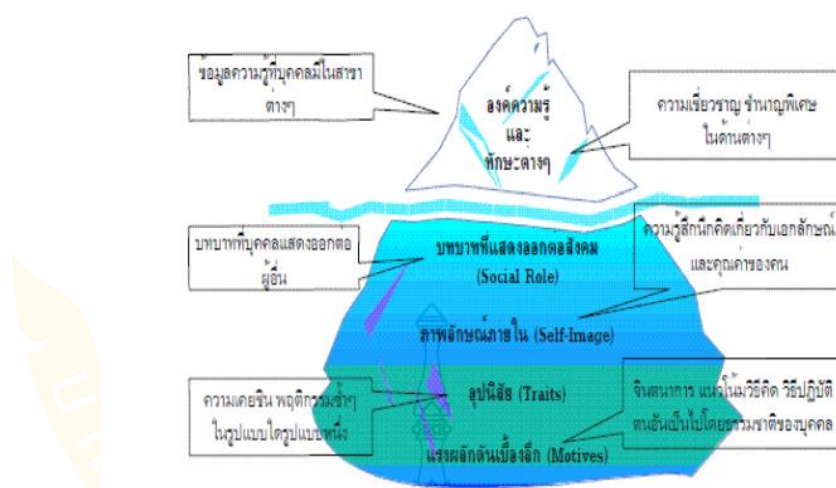 ข้อมูลความรู้ที่บุคคลมีในสาขา
ต่างๆ
องค์ความรู้
และ
ทักษะต่างๆ
ความเชี่ยวชาญ ชำนาญพิเศษ
ในด้านต่างๆ
บทบาทที่บุคคลแสดงออกต่อ
ผู้อื่น
บทบาทที่แสดงออกต่อสังคม
(Social Role)
ความรู้สึกนึกคิดเกี่ยวกับเอกลักษณ์
และคุณค่าของคน
ภาพลักษณ์ภายใน (Self-Image)
ความเคยชิน พฤติกรรมซ้ำๆ
ในรูปแบบใดรูปแบบหนึ่ง
อุปนิสัย (Traits)
จินตนาการ แนวโน้มวิธีคิด วิธีปฏิบัติ
ตนอันเป็นไปโดยธรรมชาติของบุคคล
แรงผลักดันเบื้องลึก (Motives)